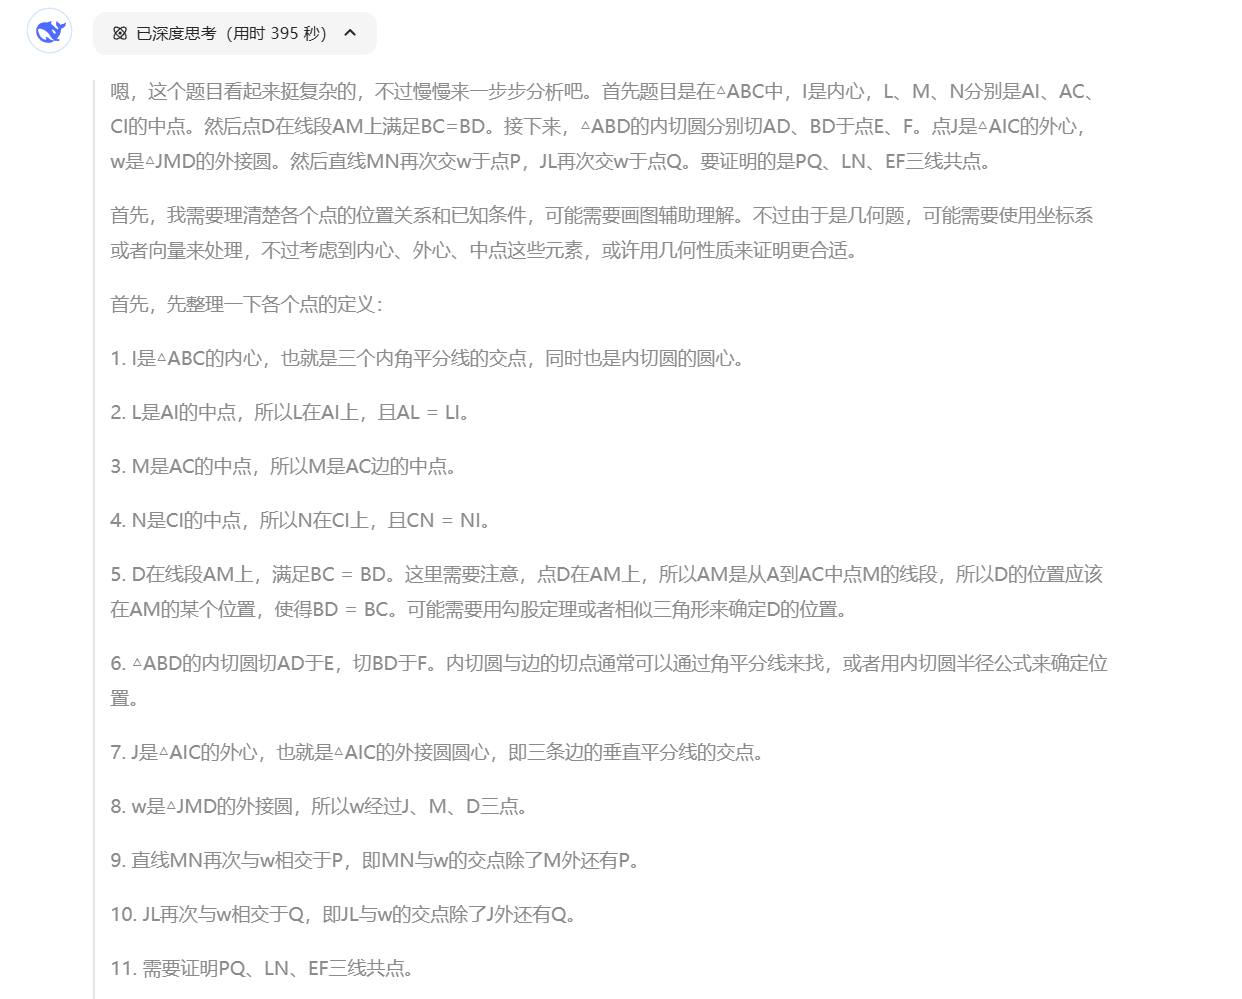 已深度思考（用时 395 秒）
嗯，这个题目看起来挺复杂的，不过慢慢来一步步分析吧。首先题目是在△ABC中，I是内心，L、M、N分别是AI、AC、
CI的中点。然后点D在线段AM上满足BC=BD。接下来，△ABD的内切圆分别切AD、BD于点E、F。点J是△AIC的外心，
w是△JMD的外接圆。然后直线MN再次交w于点P，JL再次交w于点Q。要证明的是PQ、LN、EF三线共点。
首先，我需要理清楚各个点的位置关系和已知条件，可能需要画图辅助理解。不过由于是几何题，可能需要使用坐标系
或者向量来处理，不过考虑到内心、外心、中点这些元素，或许用几何性质来证明更合适。
首先，先整理一下各个点的定义：
1. I是△ABC的内心，也就是三个内角平分线的交点，同时也是内切圆的圆心。
2. L是AI的中点，所以L在AI上，且AL = LI。
3. M是AC的中点，所以M是AC边的中点。
4. N是CI的中点，所以N在CI上，且CN = NI。
5. D在线段AM上，满足BC = BD。这里需要注意，点D在AM上，所以AM是从A到AC中点M的线段，所以D的位置应该
在AM的某个位置，使得BD = BC。可能需要用勾股定理或者相似三角形来确定D的位置。
6. △ABD的内切圆切AD于E，切BD于F。内切圆与边的切点通常可以通过角平分线来找，或者用内切圆半径公式来确定位
置。
7. J是△AIC的外心，也就是△AIC的外接圆圆心，即三条边的垂直平分线的交点。
8. w是△JMD的外接圆，所以w经过J、M、D三点。
9. 直线MN再次与w相交于P，即MN与w的交点除了M外还有P。
10. JL再次与w相交于Q，即JL与w的交点除了J外还有Q。
11. 需要证明PQ、LN、EF三线共点。